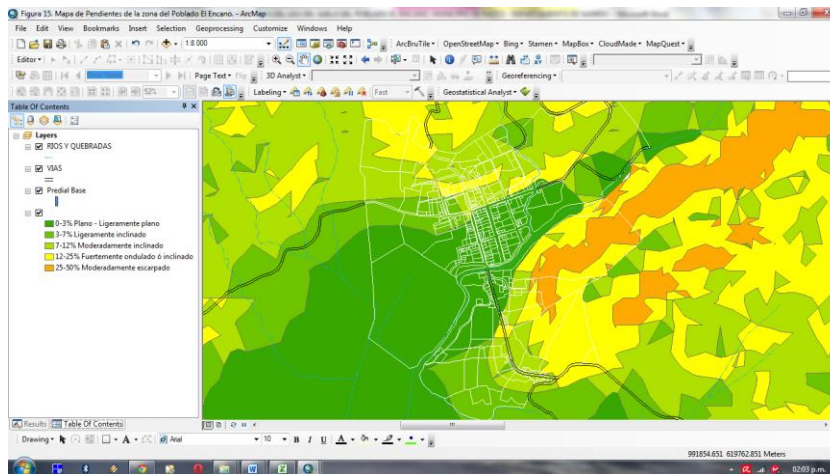 Figura 15. Mapa de Pendientes de la zona del Poblado El Encano. - ArcMap
File Edit View Bookmarks Insert Selection Geoprocessing Customize Windows Help
1:8.000 ArcBruTile OpenStreetMap Bing Stamen MapBox CloudMade MapQuest
Editor
Page Text 3D Analyst Georeferencing
52% Labeling Fast Geostatistical Analyst
Table Of Contents
Layers
RIOS Y QUEBRADAS
VIAS
Predial Base
0-3% Plano - Ligeramente plano
3-7% Ligeramente inclinado
7-12% Moderadamente inclinado
12-25% Fuertemente ondulado ó inclinado
25-50% Moderadamente escarpado
Results Table Of Contents
Drawing A Arial 10 B I U A
991854.651 619762.851 Meters
02:03 p.m.